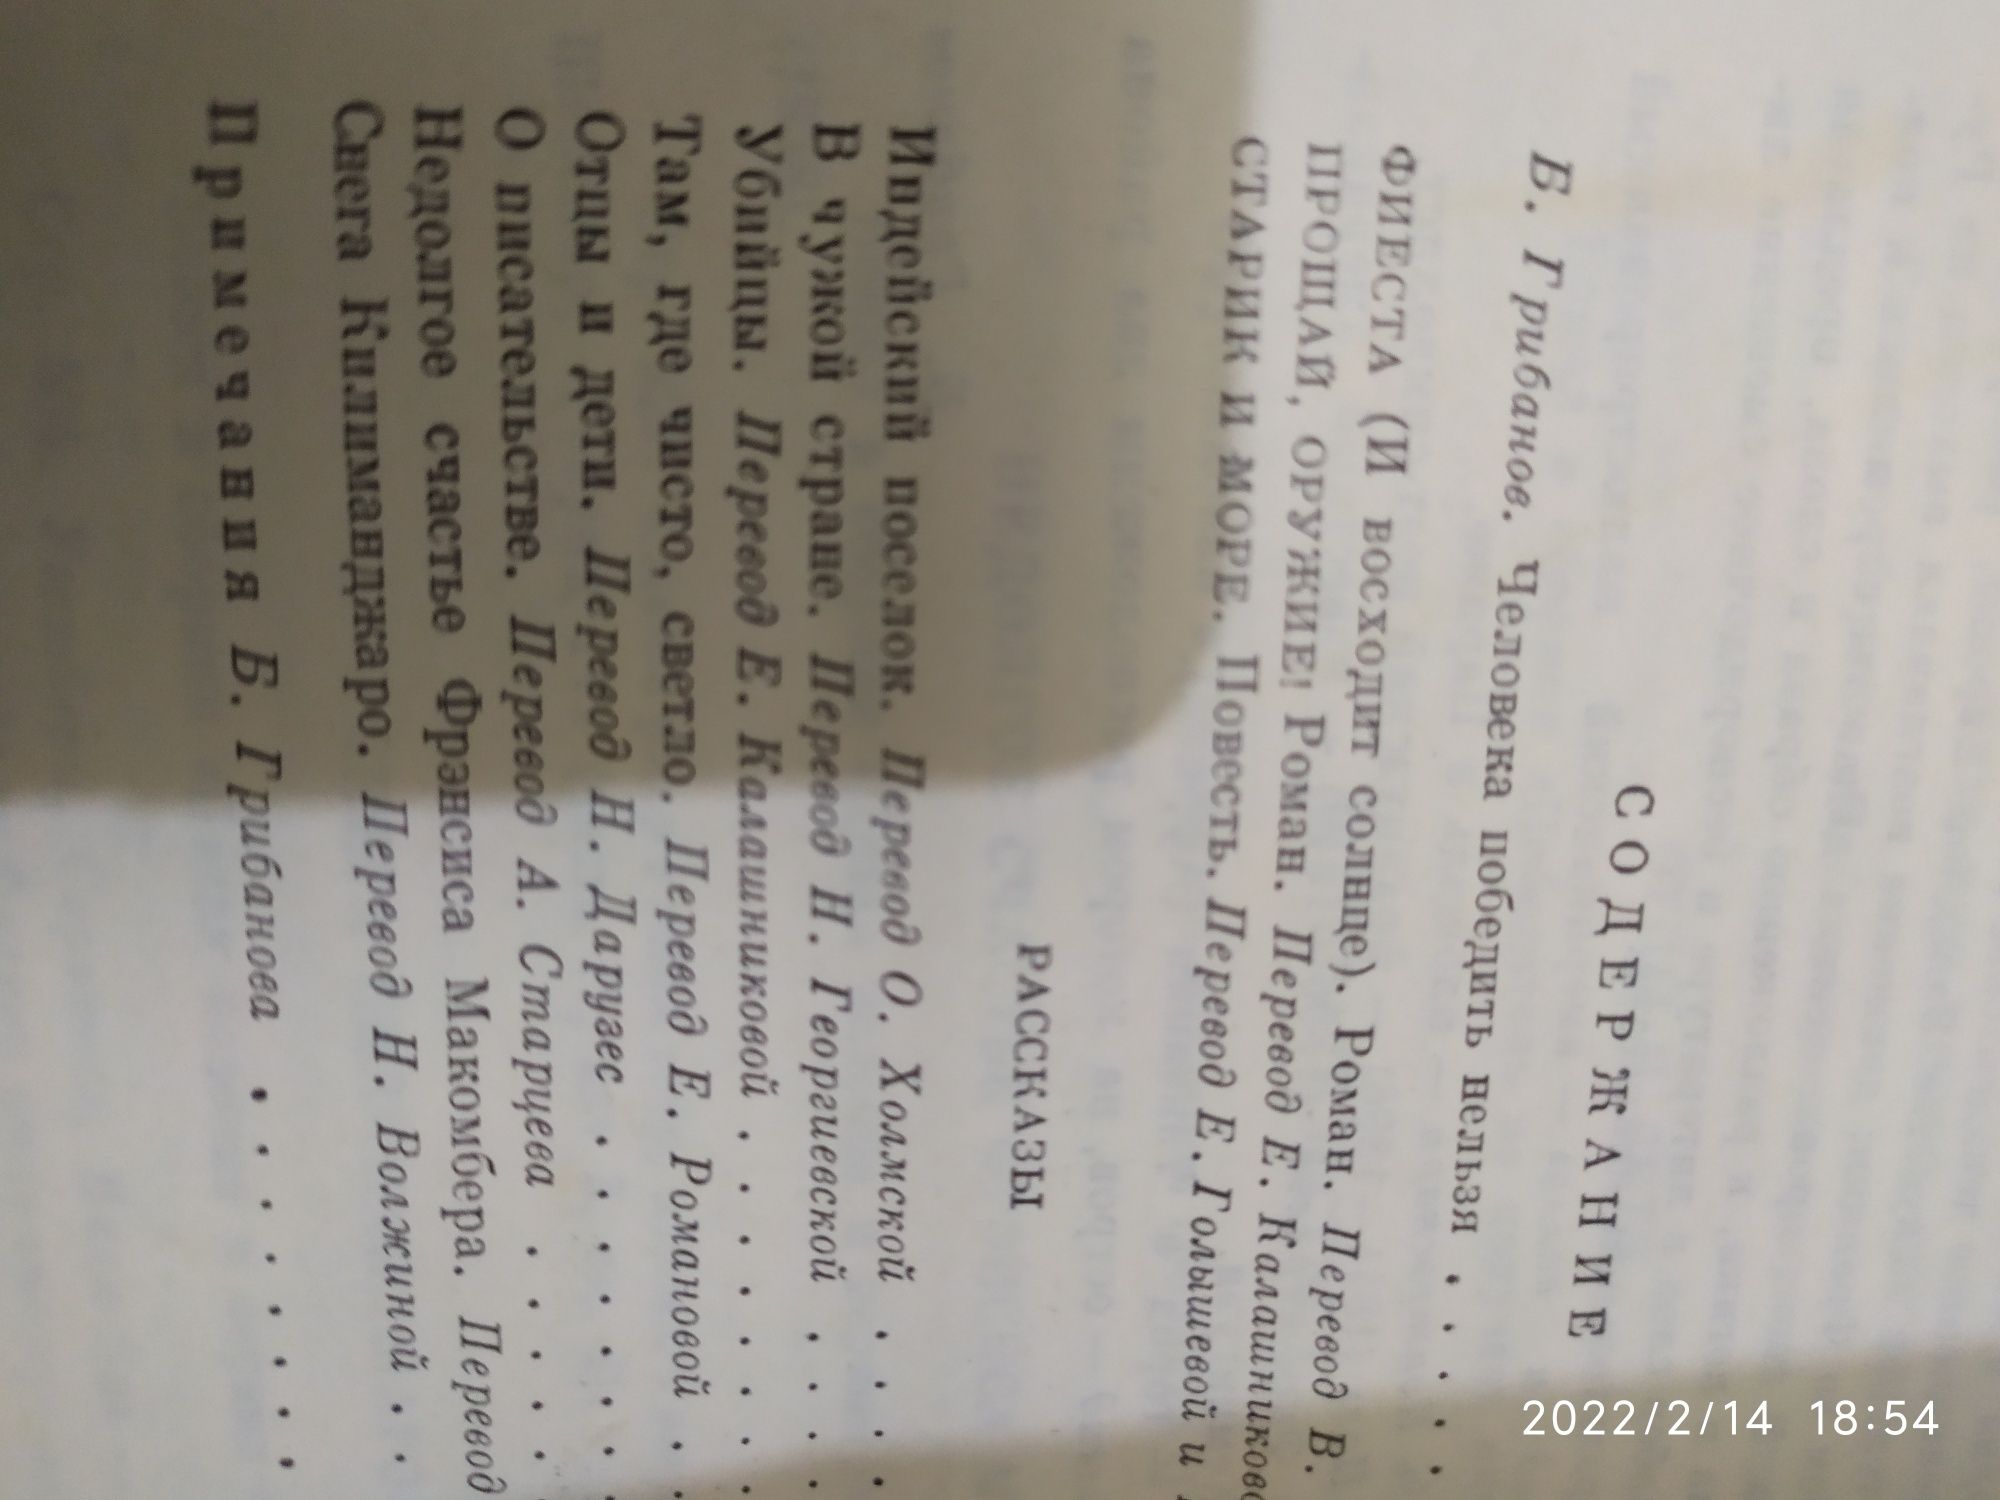 СОДЕРЖАНИЕ
Б. Грибанов. Человека победить нельзя . . . . .
ФИЕСТА (И восходит солнце). Роман. Перевод В.
ПРОЩАЙ, ОРУЖИЕ! Роман. Перевод Е.
СТАРИК И МОРЕ. Повесть. Перевод Е. Голышевой и
РАССКАЗЫ
Индейский поселок. Перевод О. Холмской . . . .
В чужой стране. Перевод Н. Георгиевской . . . .
Убийцы. Перевод Е. Калашниковой . . . . . . . .
Там, где чисто, светло. Перевод Е. Романовой . .
Отцы и дети. Перевод Н. Дарузес . . . . . . . .
О писательстве. Перевод А. Старцева . . . . . .
Недолгое счастье Фрэнсиса Макомбера. Перевод
Снега Килиманджаро. Перевод Н. Волжиной . . .
Примечания Б. Грибанова . . . . . . . .
2022/2/14 18:54